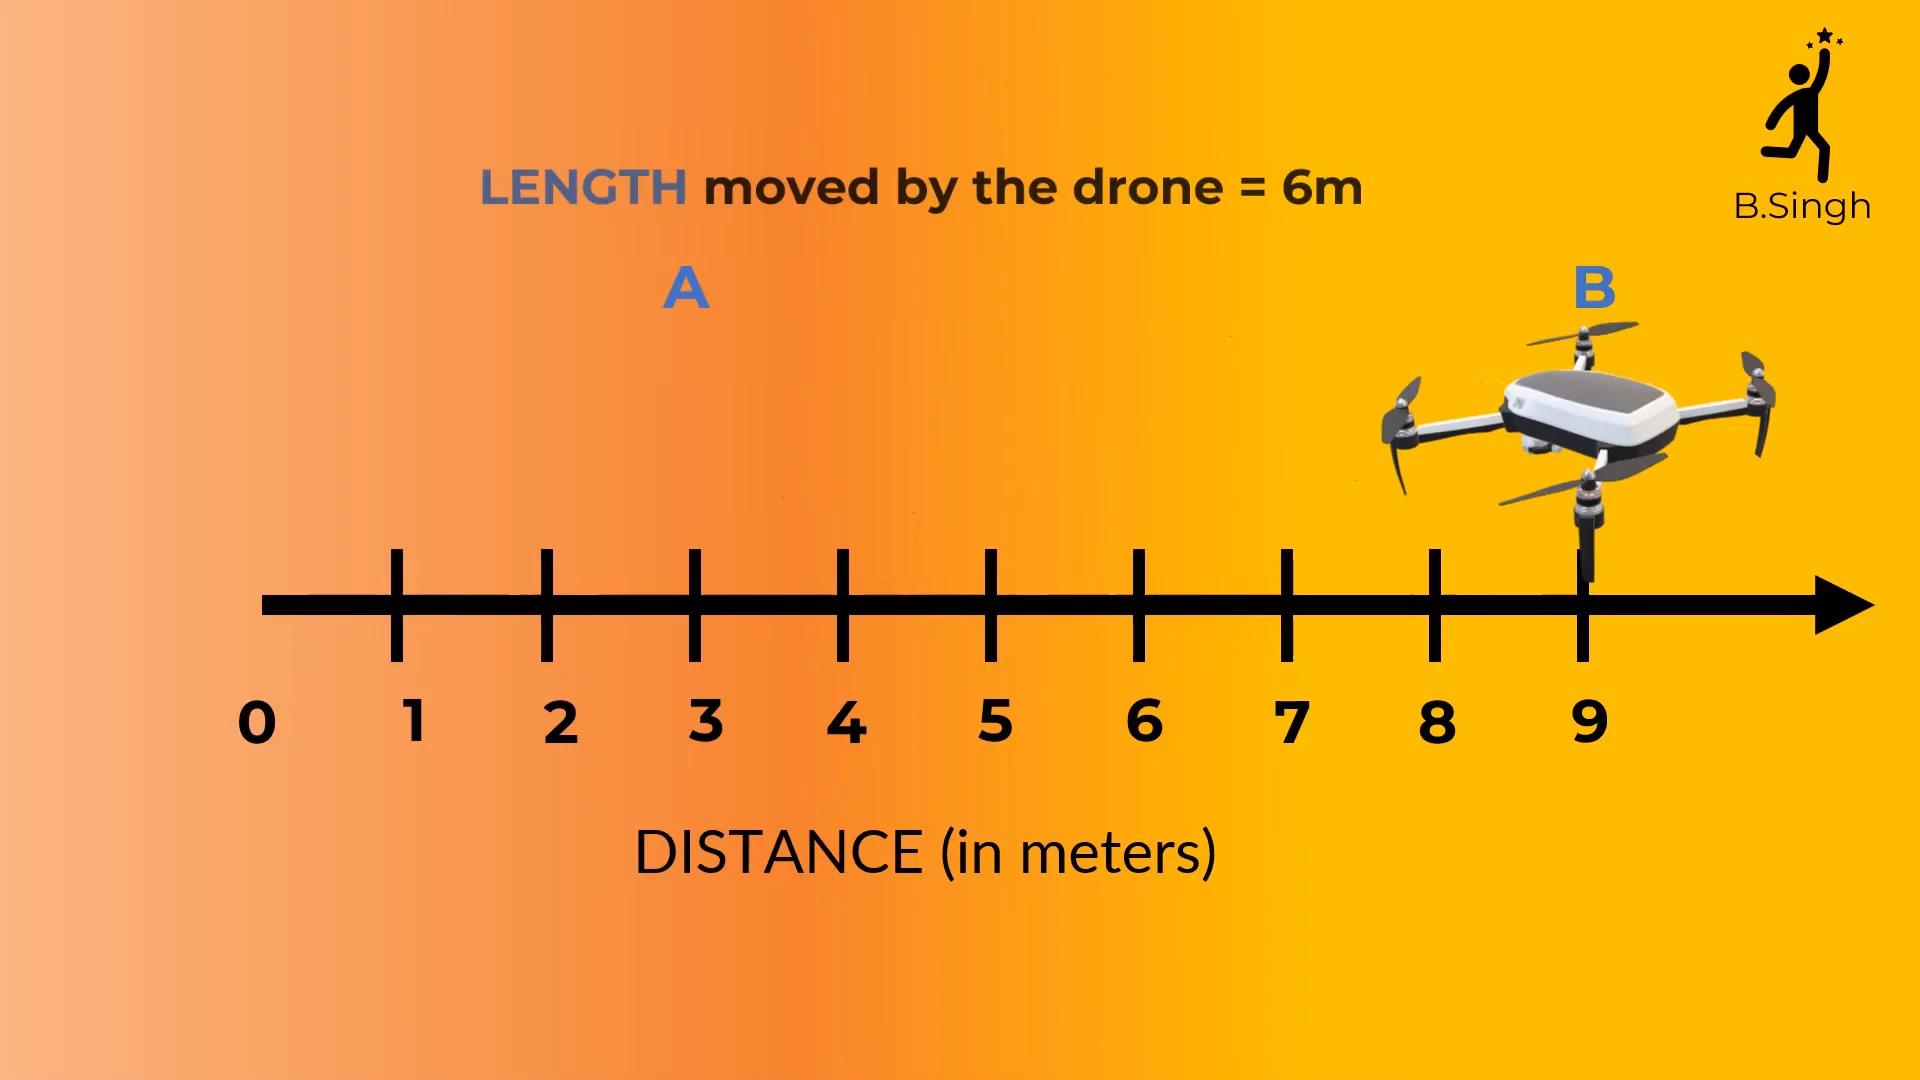 B.Singh
LENGTH moved by the drone = 6m
A B
0 1 2 3 4 5 6 7 8 9
DISTANCE (in meters)